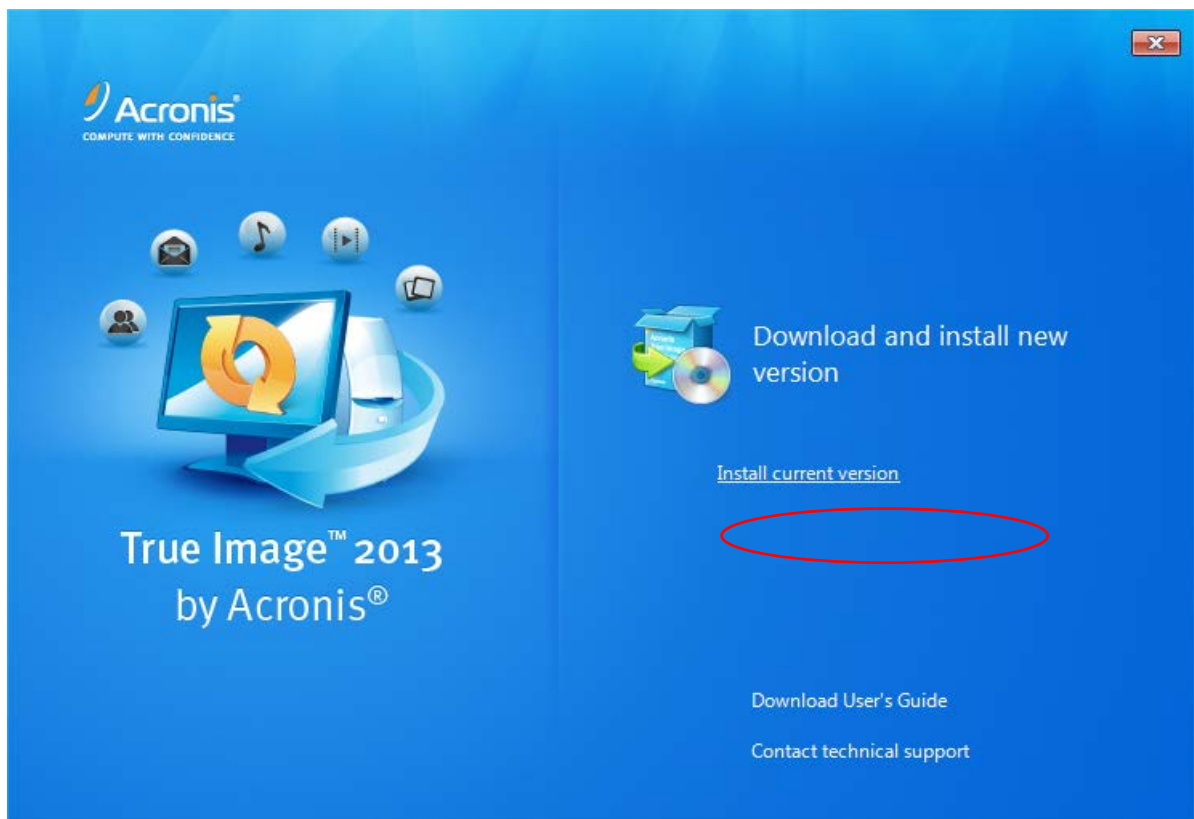 Acronis®
COMPUTE WITH CONFIDENCE
Download and install new
version
Install current version
True Image™ 2013
by Acronis®
Download User's Guide
Contact technical support